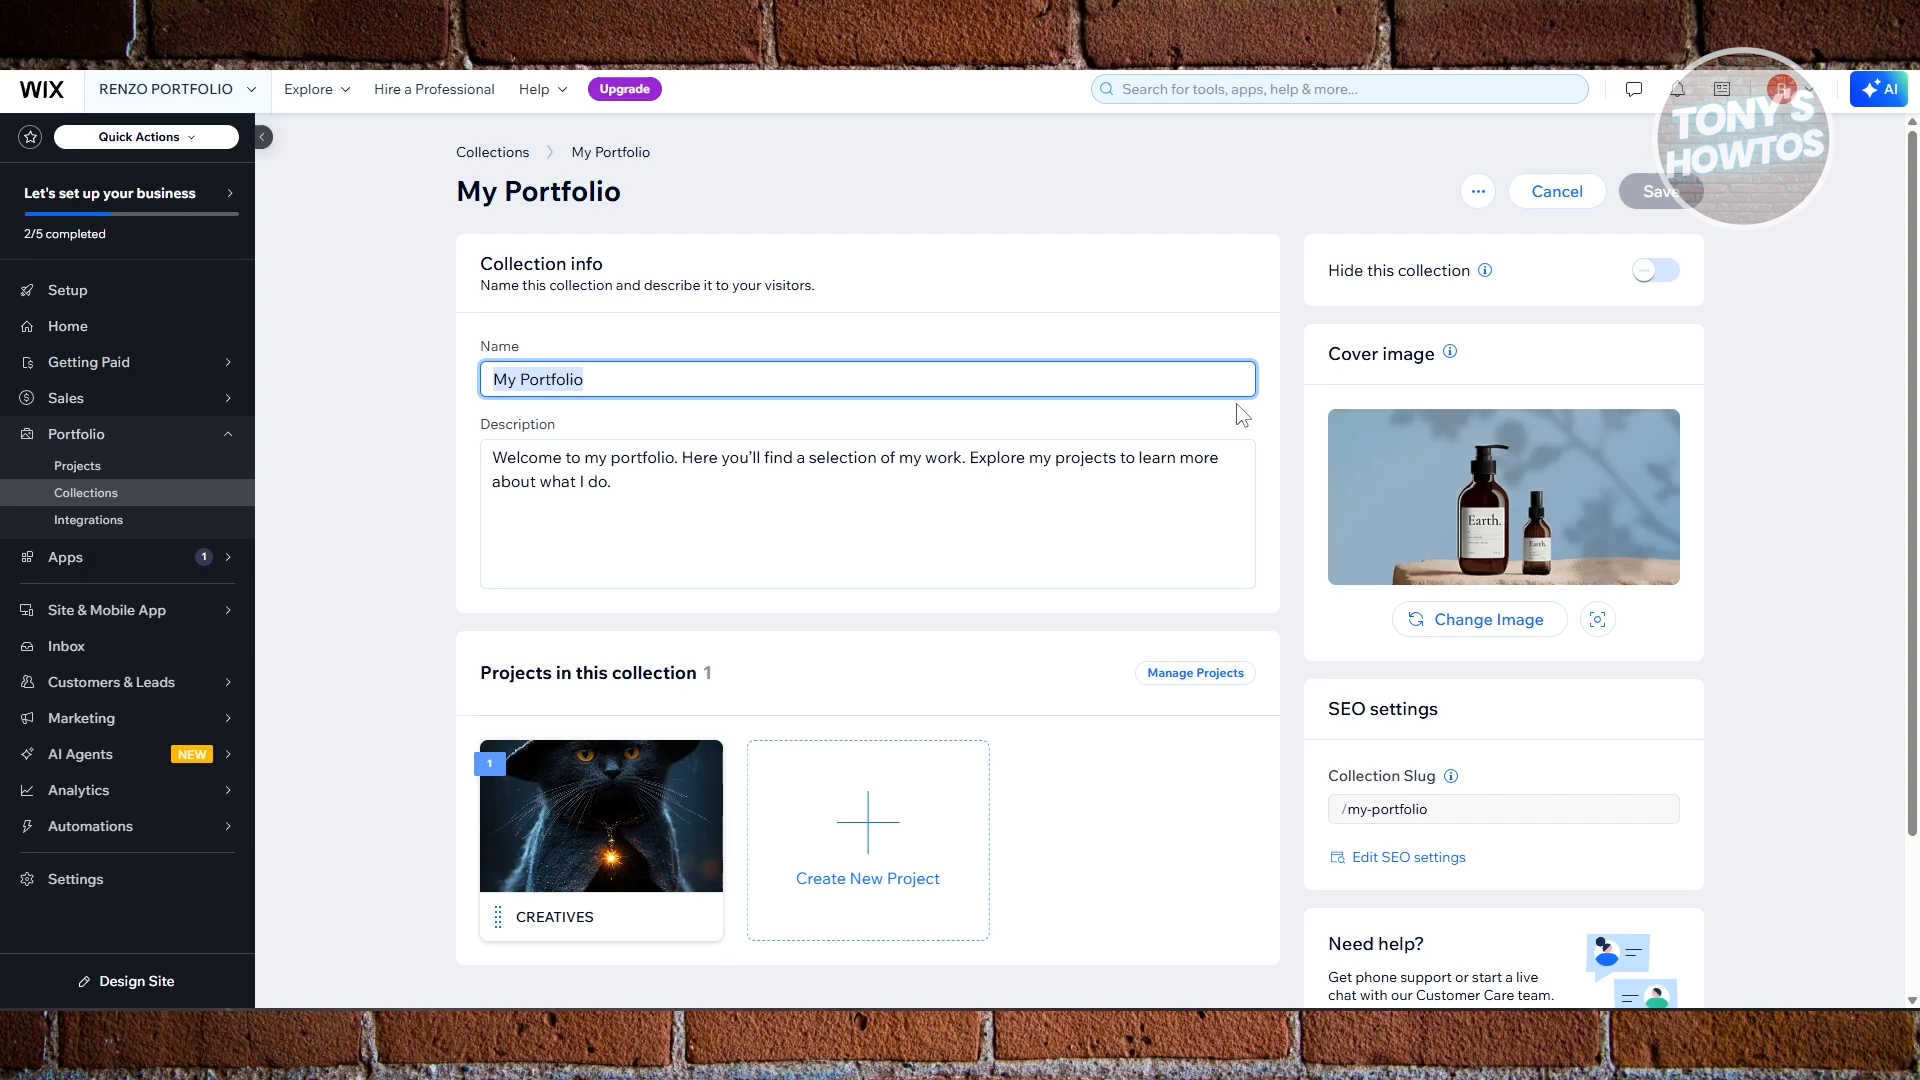 WIX
RENZO PORTFOLIO
Explore
Hire a Professional
Help
Upgrade
Search for tools, apps, help & more...
AI
TONY'S
HOWTOS
Quick Actions
Let's set up your business
2/5 completed
Setup
Home
Getting Paid
Sales
Portfolio
Projects
Collections
Integrations
Apps
1
Site & Mobile App
Inbox
Customers & Leads
Marketing
AI Agents
NEW
Analytics
Automations
Settings
Design Site
Collections
My Portfolio
My Portfolio
Cancel
Save
Collection info
Name this collection and describe it to your visitors.
Name
My Portfolio
Description
Welcome to my portfolio. Here you'll find a selection of my work. Explore my projects to learn more
about what I do.
Projects in this collection 1
Manage Projects
1
CREATIVES
Create New Project
Hide this collection
Cover image
Earth.
Earth.
Change Image
SEO settings
Collection Slug
/my-portfolio
Edit SEO settings
Need help?
Get phone support or start a live
chat with our Customer Care team.